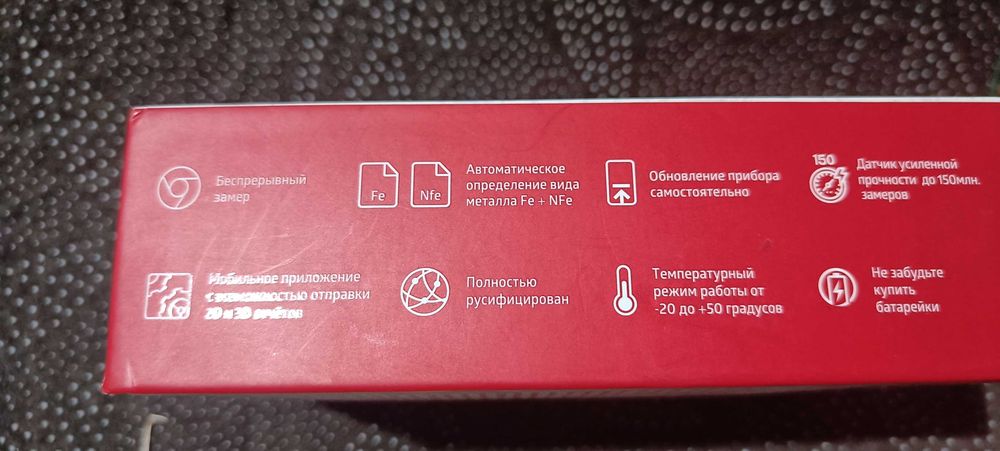 Беспрерывный
замер
Fe
Nfe
Автоматическое
определение вида
металла Fe + NFe
Обновление прибора
самостоятельно
150
Датчик усиленной
прочности до 150млн.
замеров
Мобильное приложение
с возможностью отправки
2D и 3D отчётов
Полностью
русифицирован
Температурный
режим работы от
-20 до +50 градусов
Не забудьте
купить
батарейки